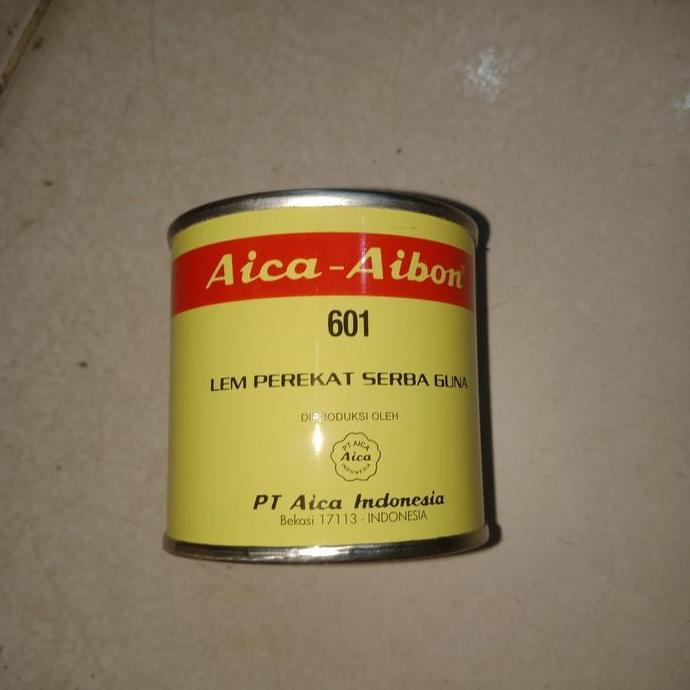 Aica-Aibon®
601
LEM PEREKAT SERBA GUNA
DIPRODUKSI OLEH
PT AICA
Aica
INDONESIA
PT Aica Indonesia
Bekasi 17113 - INDONESIA